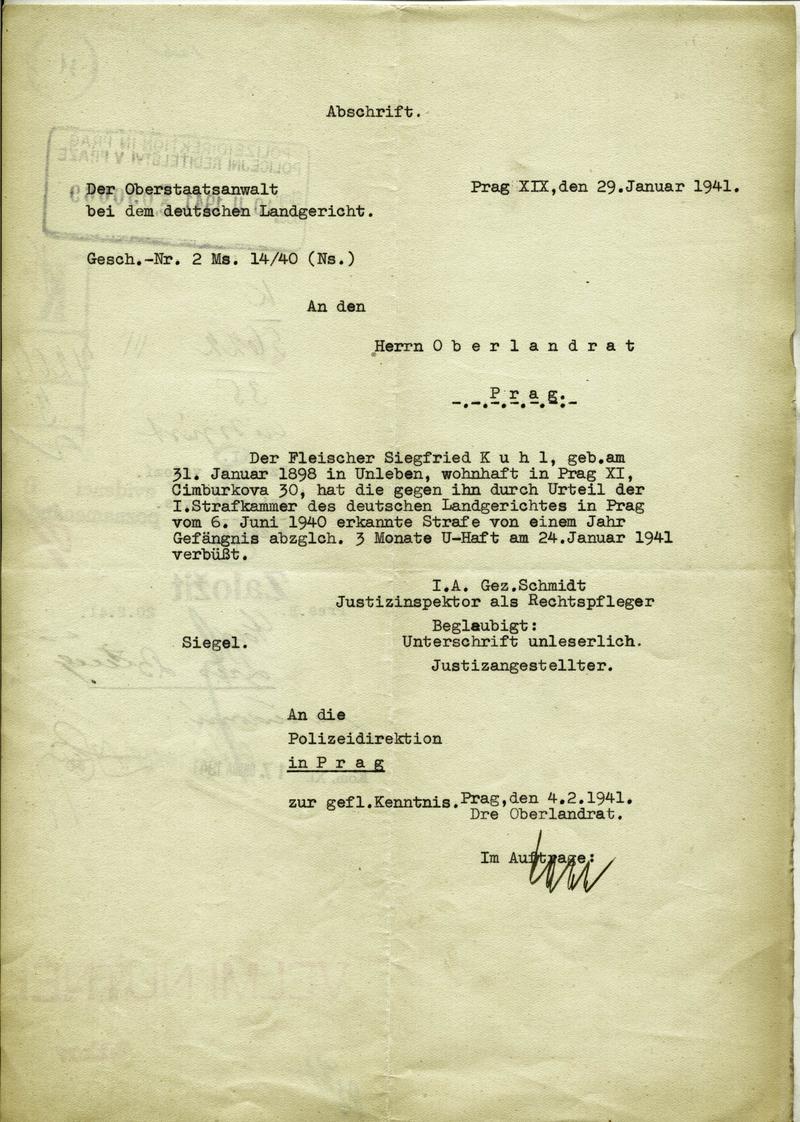 Abschrift.
Der Oberstaatsanwalt
bei dem deutschen Landgericht.
Prag XIX,den 29.Januar 1941.
Gesch.-Nr. 2 Ms. 14/40 (Ns.)
An den
Herrn O b e r l a n d r a t
P r a g.
Der Fleischer Siegfried K u h l, geb.am
31. Januar 1898 in Unleben, wohnhaft in Prag XI,
Cimburkova 30, hat die gegen ihn durch Urteil der
I.Strafkammer des deutschen Landgerichtes in Prag
vom 6. Juni 1940 erkannte Strafe von einem Jahr
Gefängnis abzglch. 3 Monate U-Haft am 24.Januar 1941
verbüßt.
I.A. Gez.Schmidt
Justizinspektor als Rechtspfleger
Beglaubigt:
Siegel. Unterschrift unleserlich.
Justizangestellter.
An die
Polizeidirektion
in P r a g
zur gefl.Kenntnis.Prag,den 4.2.1941.
Dre Oberlandrat.
Im Auftrage: